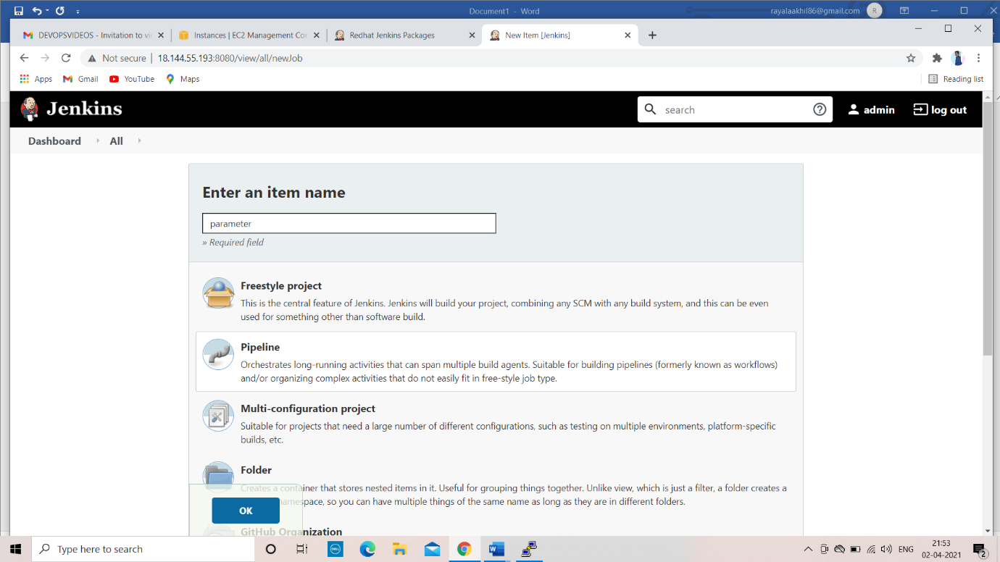 Document1 - Word
rayalaakhil86@gmail.com
R
DEVOPSVIDEOS - Invitation to vi
Instances | EC2 Management Con
Redhat Jenkins Packages
New Item [Jenkins]
Not secure | 18.144.55.193:8080/view/all/newJob
Apps
Gmail
YouTube
Maps
Reading list
Jenkins
search
admin
log out
Dashboard
All
Enter an item name
parameter
» Required field
Freestyle project
This is the central feature of Jenkins. Jenkins will build your project, combining any SCM with any build system, and this can be even
used for something other than software build.
Pipeline
Orchestrates long-running activities that can span multiple build agents. Suitable for building pipelines (formerly known as workflows)
and/or organizing complex activities that do not easily fit in free-style job type.
Multi-configuration project
Suitable for projects that need a large number of different configurations, such as testing on multiple environments, platform-specific
builds, etc.
Folder
Creates a container that stores nested items in it. Useful for grouping things together. Unlike view, which is just a filter, a folder creates a
namespace, so you can have multiple things of the same name as long as they are in different folders.
OK
GitHub Organization
Type here to search
DELL
W
ENG
21:53
02-04-2021
2